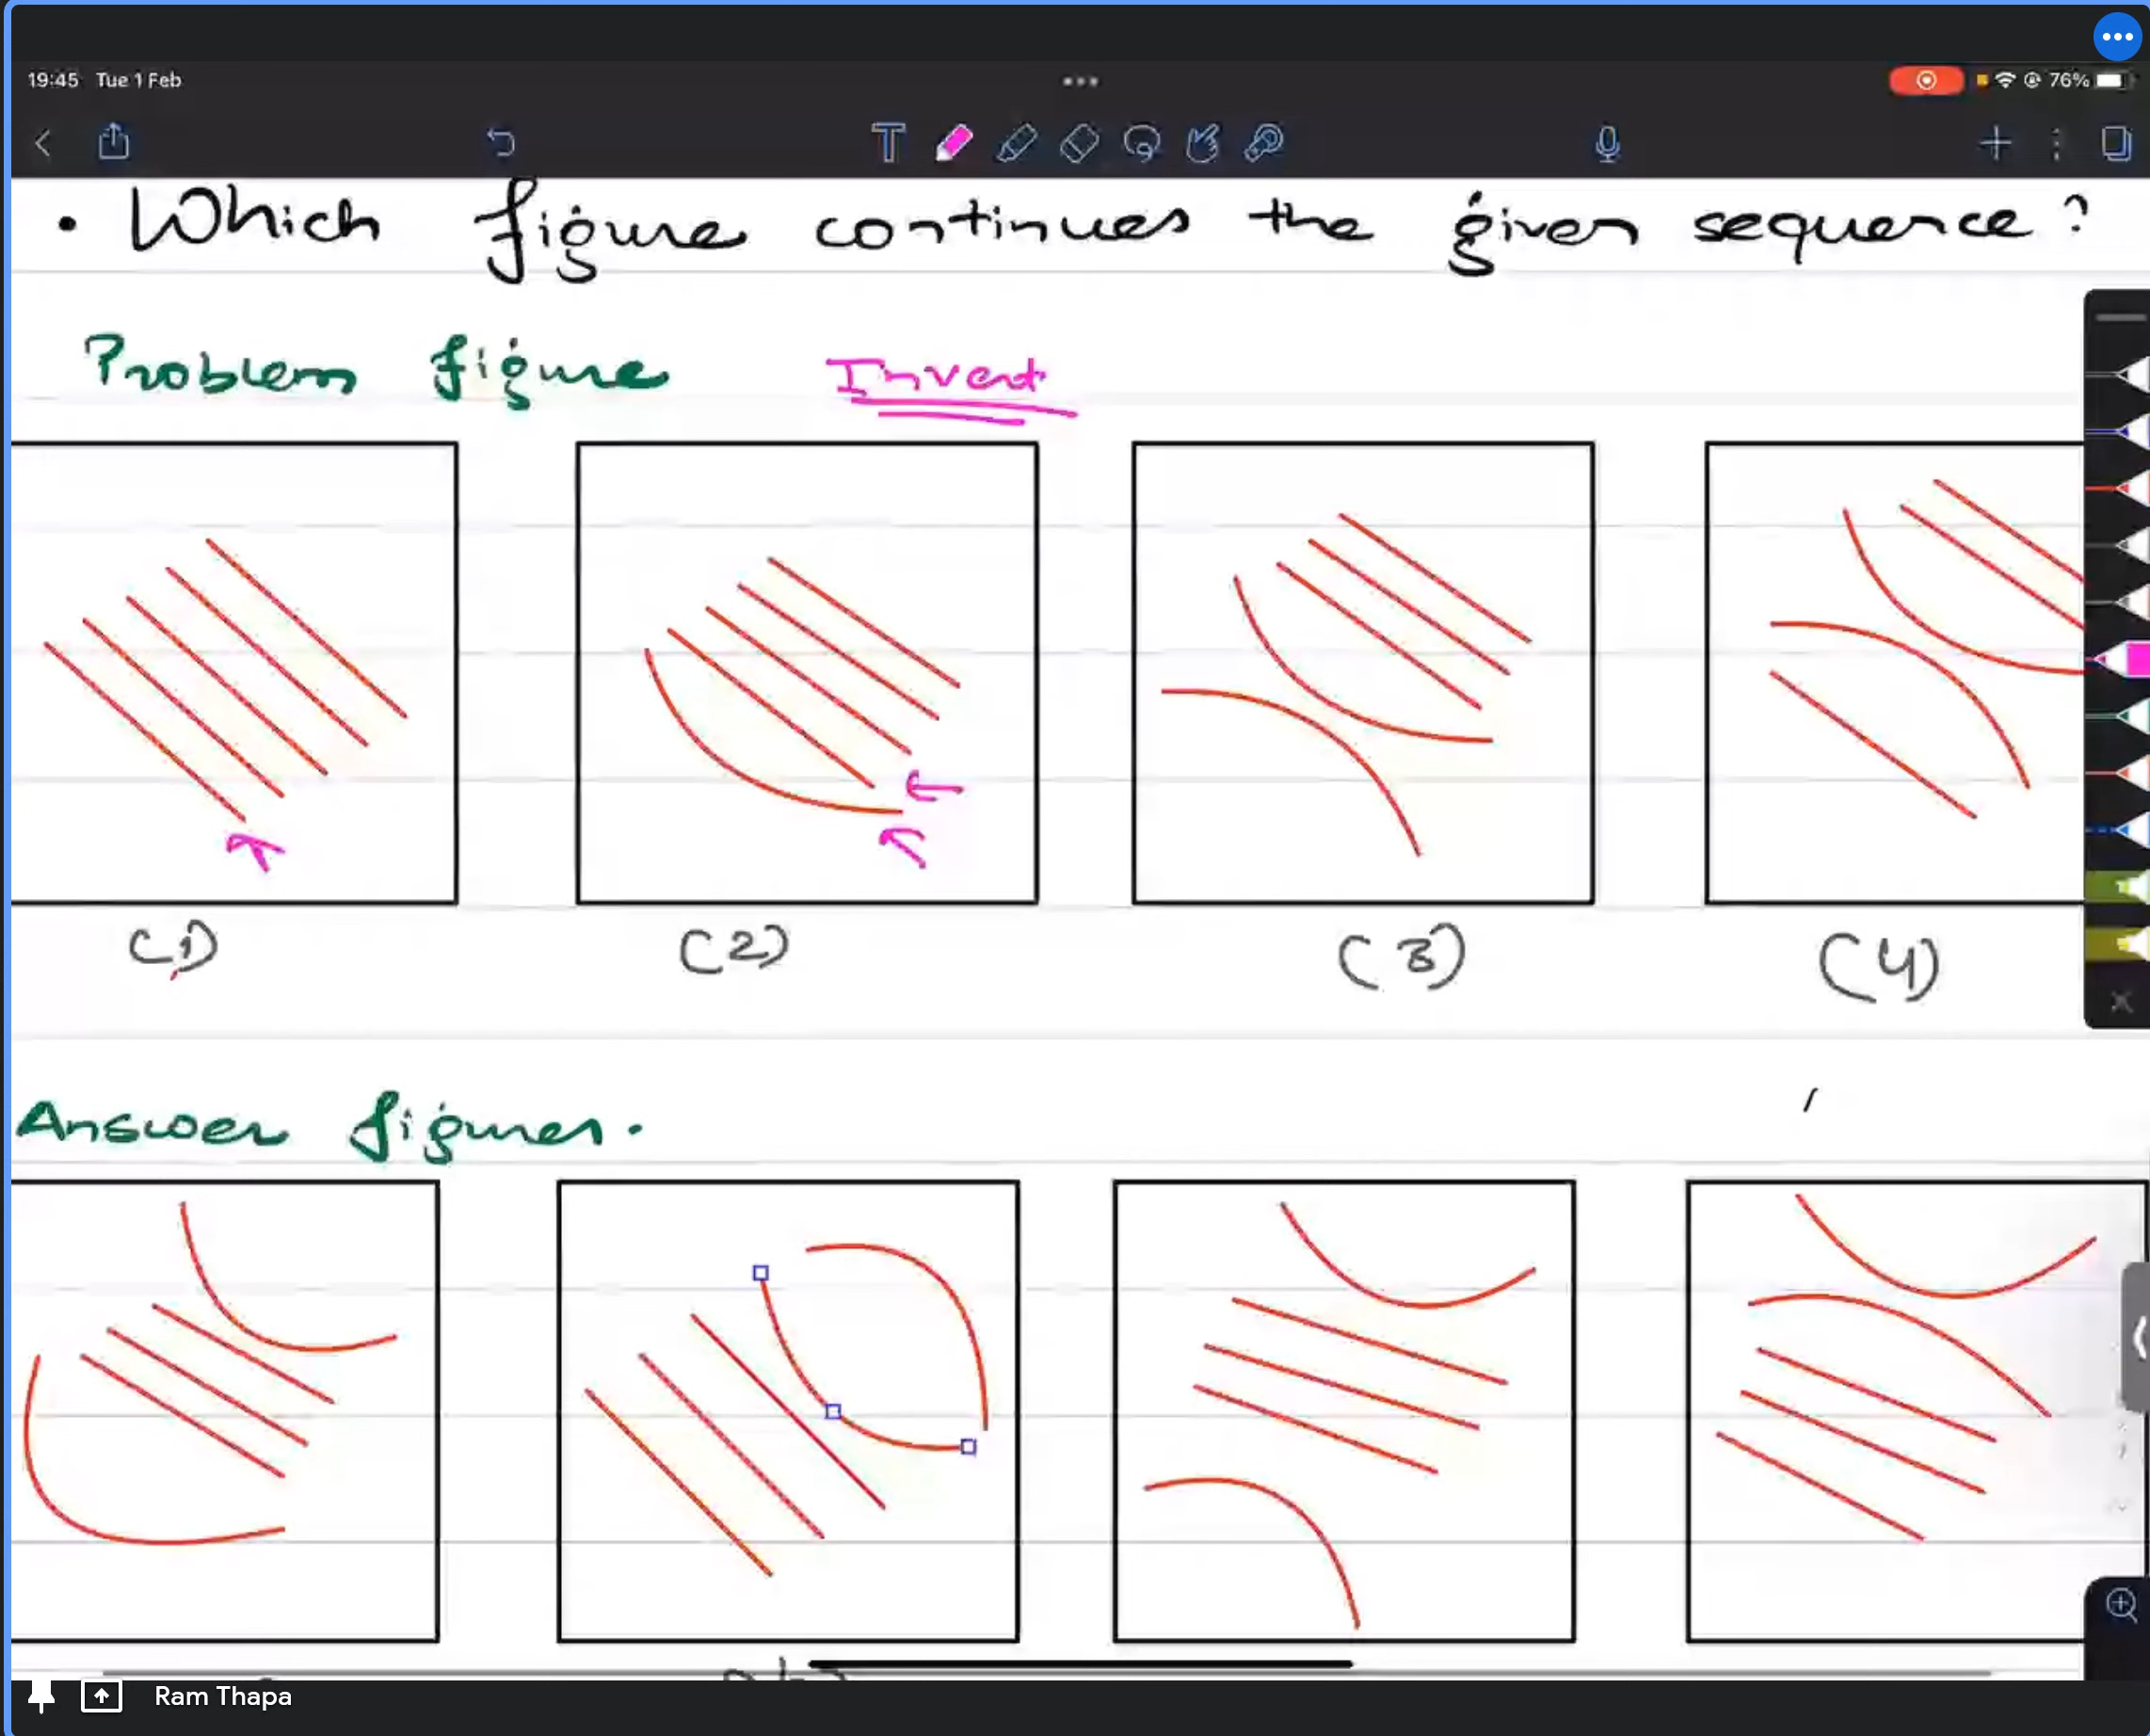 19:45 Tue 1 Feb
76%
• Which figure continues the given sequence?
Problem figure Invert
(1) (2) (3) (4)
Answer figures.
Ram Thapa